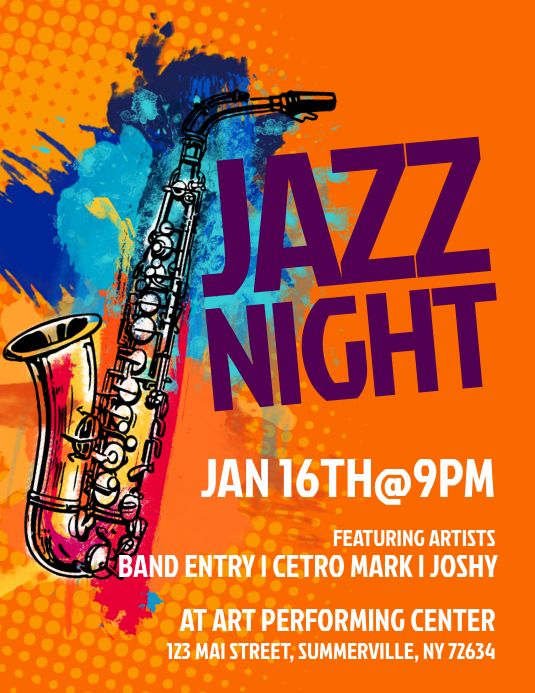 JAZZ
NIGHT
JAN 16TH@9PM
FEATURING ARTISTS
BAND ENTRY I CETRO MARK I JOSHY
AT ART PERFORMING CENTER
123 MAI STREET, SUMMERVILLE, NY 72634